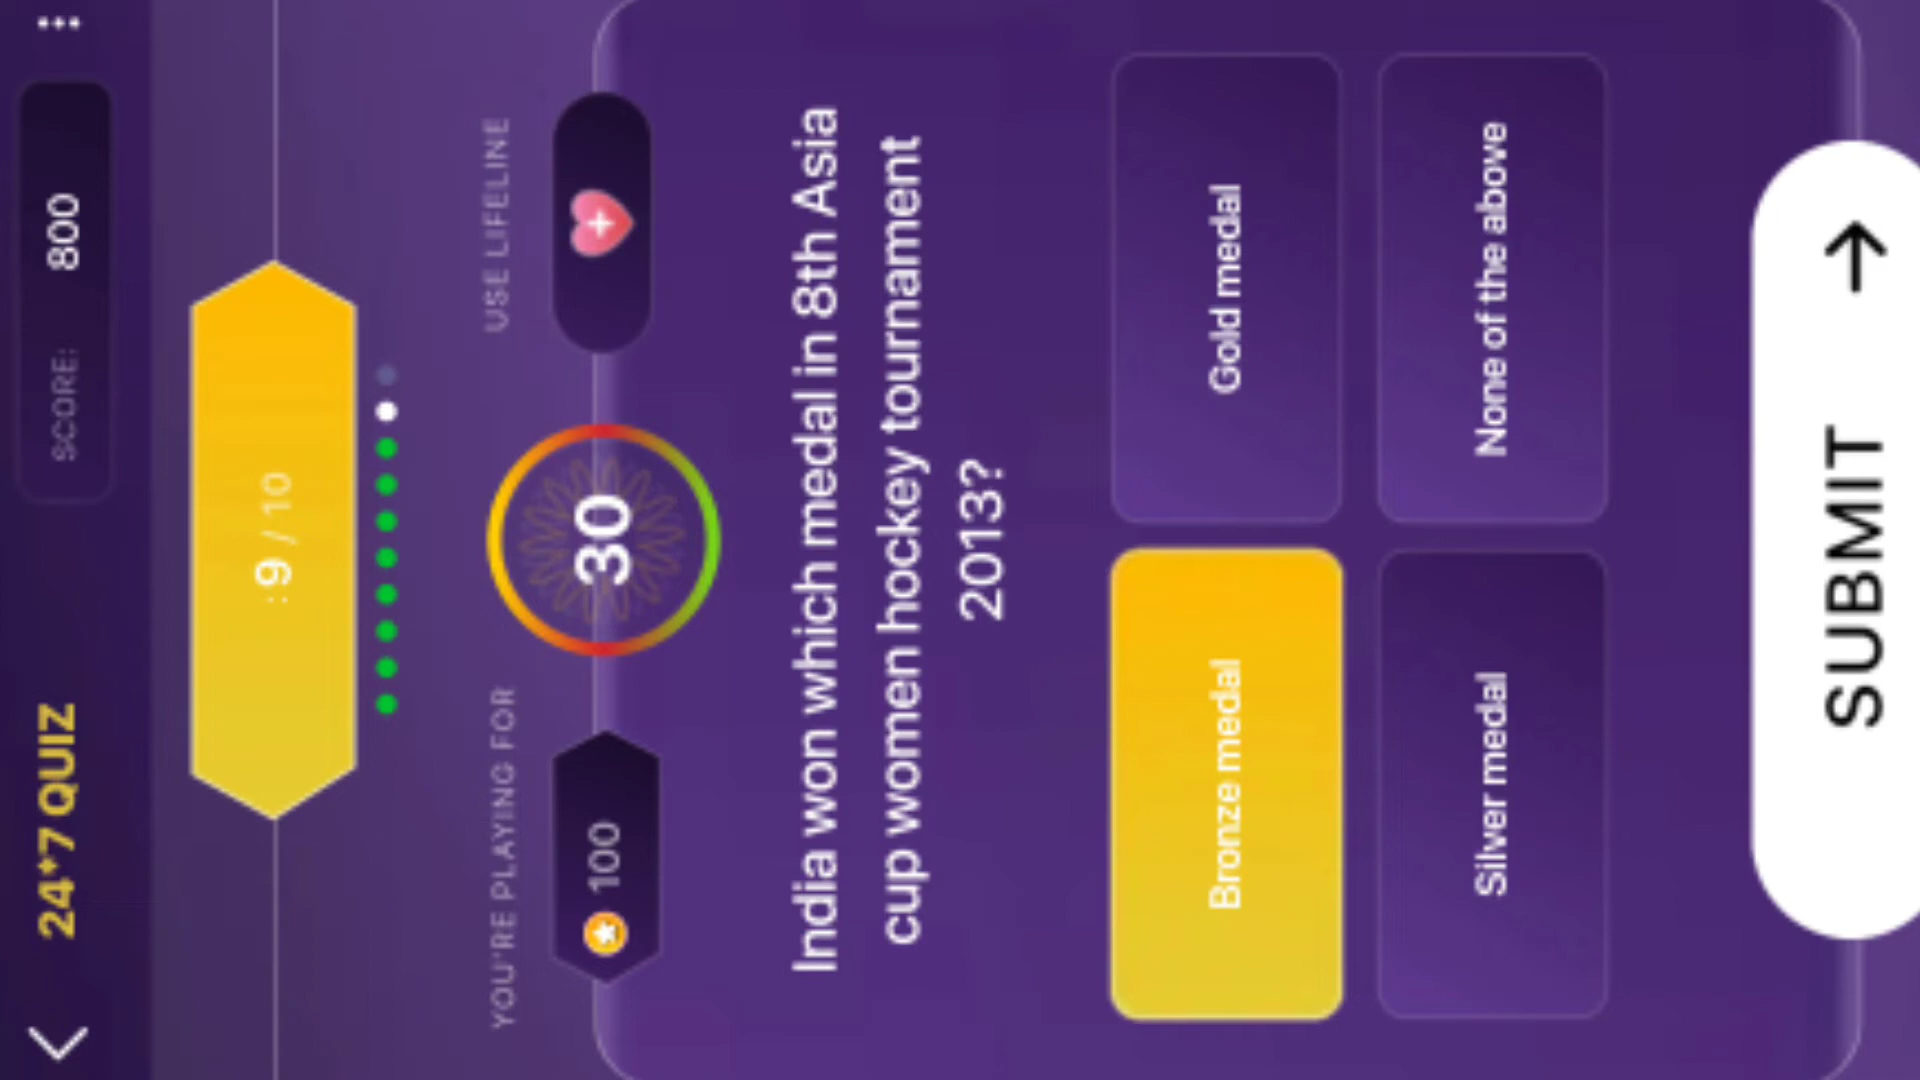 24*7 QUIZ
SCORE: 800
: 9 / 10
YOU'RE PLAYING FOR
100
30
USE LIFELINE
India won which medal in 8th Asia
cup women hockey tournament
2013?
Bronze medal
Gold medal
Silver medal
None of the above
SUBMIT →